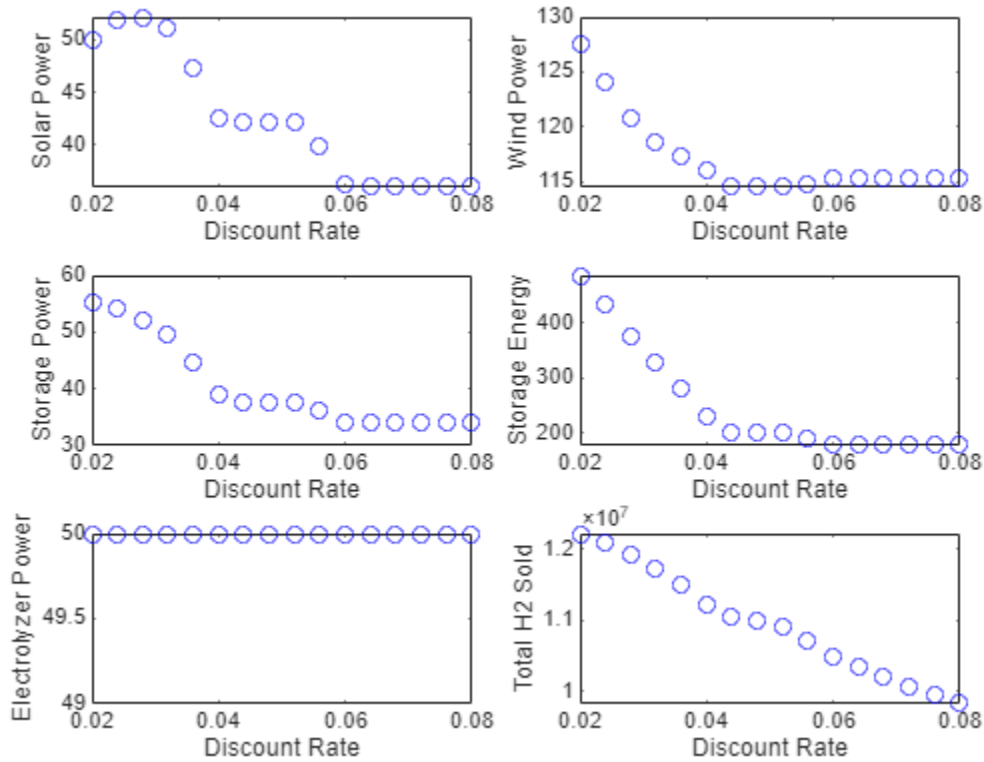 Solar Power
50
45
40
0.02 0.04 0.06 0.08
Discount Rate
Wind Power
130
125
120
115
0.02 0.04 0.06 0.08
Discount Rate
Storage Power
60
50
40
30
0.02 0.04 0.06 0.08
Discount Rate
Storage Energy
400
300
200
0.02 0.04 0.06 0.08
Discount Rate
Electrolyzer Power
50
49.5
49
0.02 0.04 0.06 0.08
Discount Rate
Total H2 Sold
×10⁷
1.2
1.1
1
0.02 0.04 0.06 0.08
Discount Rate